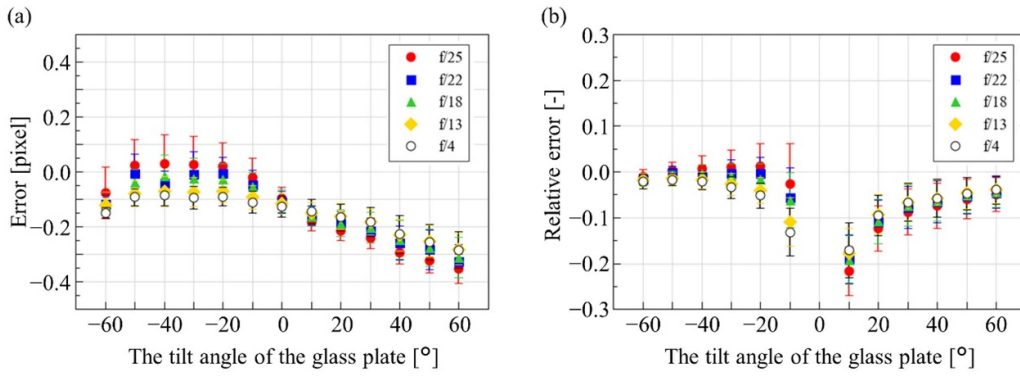 (a)
Error [pixel]
0.4
0.2
0.0
−0.2
−0.4
f/25
f/22
f/18
f/13
f/4
−60 −40 −20 0 20 40 60
The tilt angle of the glass plate [°]
(b)
Relative error [-]
0.3
0.2
0.1
0.0
−0.1
−0.2
−0.3
f/25
f/22
f/18
f/13
f/4
−60 −40 −20 0 20 40 60
The tilt angle of the glass plate [°]